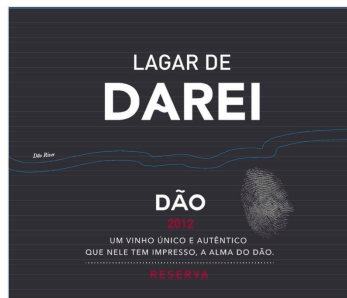 LAGAR DE
DAREI
Dão River
DÃO
2012
UM VINHO ÚNICO E AUTÊNTICO
QUE NELE TEM IMPRESSO, A ALMA DO DÃO.
RESERVA